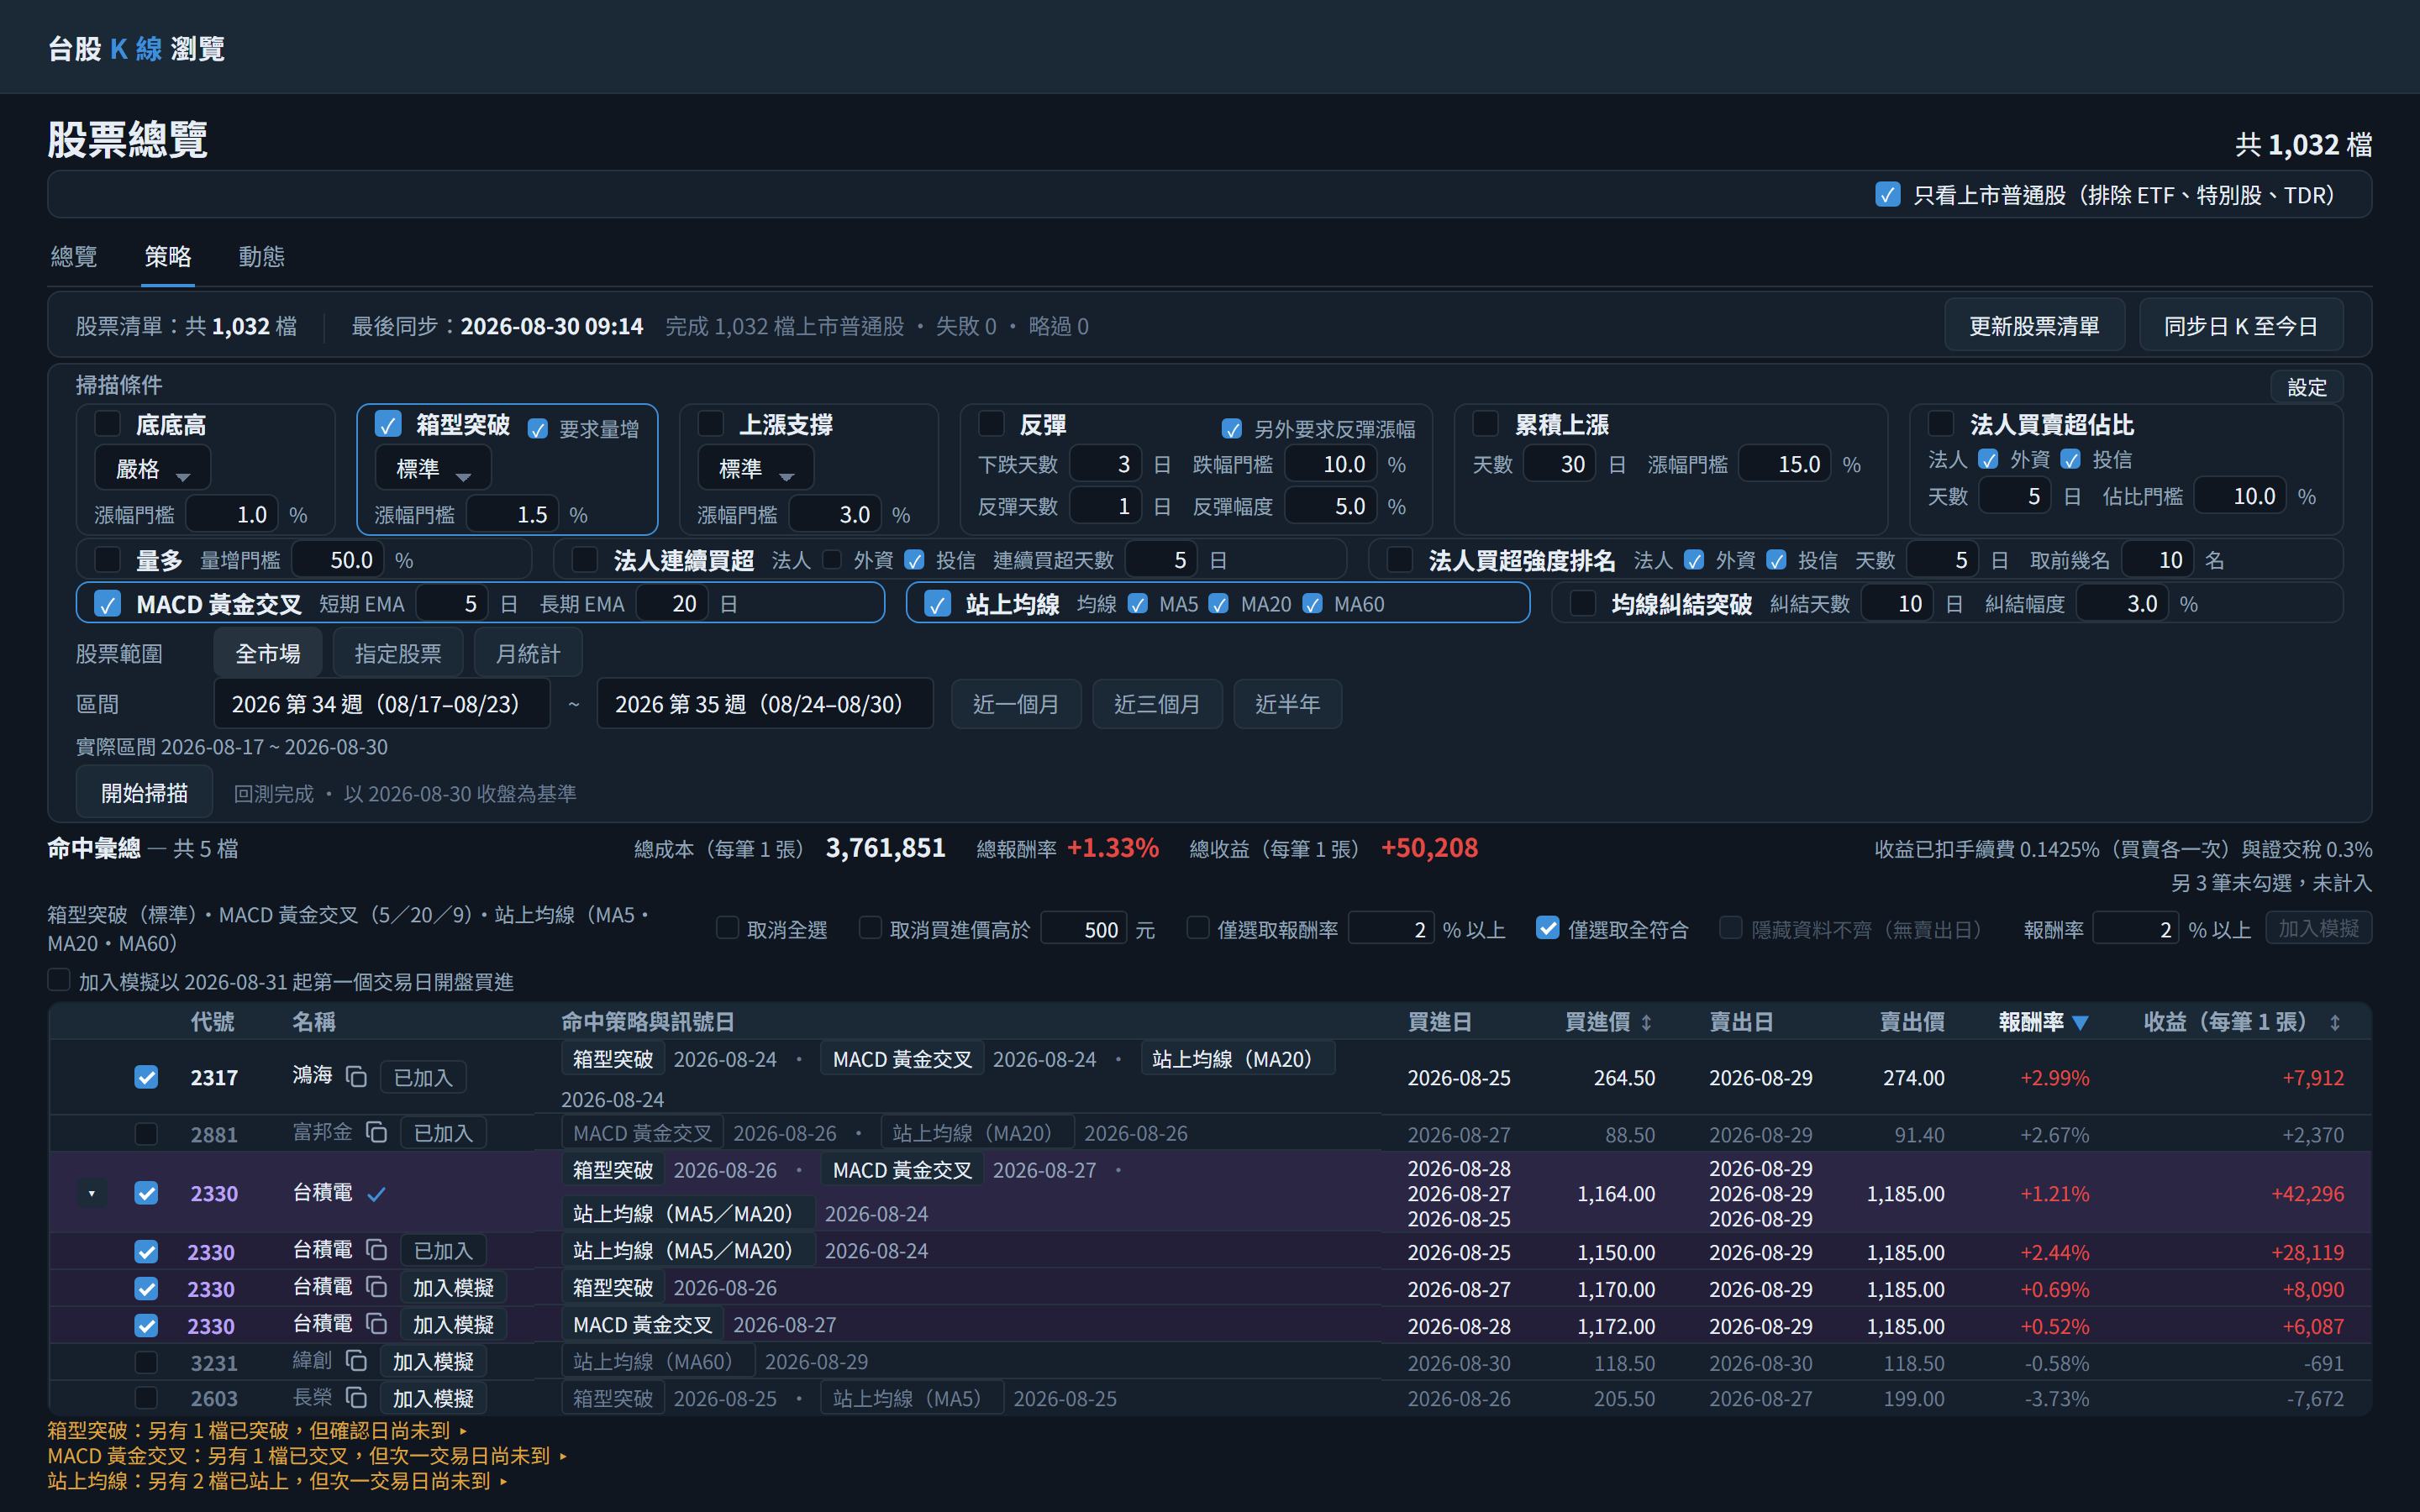 台股 K 線 瀏覽
股票總覽
共 1,032 檔
只看上市普通股（排除 ETF、特別股、TDR）
總覽 策略 動態
股票清單：共 1,032 檔 最後同步：2026-08-30 09:14 完成 1,032 檔上市普通股 · 失敗 0 · 略過 0 更新股票清單 同步日 K 至今日
掃描條件 設定
底底高
嚴格
漲幅門檻 1.0 %
箱型突破 要求量增
標準
漲幅門檻 1.5 %
上漲支撐
標準
漲幅門檻 3.0 %
反彈 另外要求反彈漲幅
下跌天數 3 日 跌幅門檻 10.0 %
反彈天數 1 日 反彈幅度 5.0 %
累積上漲
天數 30 日 漲幅門檻 15.0 %
法人買賣超佔比
法人 外資 投信
天數 5 日 佔比門檻 10.0 %
量多 量增門檻 50.0 %
法人連續買超 法人 外資 投信 連續買超天數 5 日
法人買超強度排名 法人 外資 投信 天數 5 日 取前幾名 10 名
MACD 黃金交叉 短期 EMA 5 日 長期 EMA 20 日
站上均線 均線 MA5 MA20 MA60
均線糾結突破 糾結天數 10 日 糾結幅度 3.0 %
股票範圍 全市場 指定股票 月統計
區間 2026 第 34 週（08/17–08/23） ~ 2026 第 35 週（08/24–08/30） 近一個月 近三個月 近半年
實際區間 2026-08-17 ~ 2026-08-30
開始掃描 回測完成 · 以 2026-08-30 收盤為基準
命中彙總 — 共 5 檔 總成本（每筆 1 張） 3,761,851 總報酬率 +1.33% 總收益（每筆 1 張） +50,208 收益已扣手續費 0.1425%（買賣各一次）與證交稅 0.3%
另 3 筆未勾選，未計入
箱型突破（標準）· MACD 黃金交叉（5／20／9）· 站上均線（MA5 ·
MA20 · MA60）
取消全選 取消買進價高於 500 元 僅選取報酬率 2 % 以上 僅選取全符合 隱藏資料不齊（無賣出日） 報酬率 2 % 以上 加入模擬
加入模擬以 2026-08-31 起第一個交易日開盤買進
代號 名稱 命中策略與訊號日 買進日 買進價 ↕ 賣出日 賣出價 報酬率 ▼ 收益（每筆 1 張） ↕
2317 鴻海 已加入 箱型突破 2026-08-24 · MACD 黃金交叉 2026-08-24 · 站上均線（MA20）
2026-08-24
2026-08-25 264.50 2026-08-29 274.00 +2.99% +7,912
2881 富邦金 已加入 MACD 黃金交叉 2026-08-26 · 站上均線（MA20） 2026-08-26 2026-08-27 88.50 2026-08-29 91.40 +2.67% +2,370
▾ 2330 台積電 箱型突破 2026-08-26 · MACD 黃金交叉 2026-08-27 ·
站上均線（MA5／MA20） 2026-08-24
2026-08-28 2026-08-29
2026-08-27 1,164.00 2026-08-29 1,185.00 +1.21% +42,296
2026-08-25 2026-08-29
2330 台積電 已加入 站上均線（MA5／MA20） 2026-08-24 2026-08-25 1,150.00 2026-08-29 1,185.00 +2.44% +28,119
2330 台積電 加入模擬 箱型突破 2026-08-26 2026-08-27 1,170.00 2026-08-29 1,185.00 +0.69% +8,090
2330 台積電 加入模擬 MACD 黃金交叉 2026-08-27 2026-08-28 1,172.00 2026-08-29 1,185.00 +0.52% +6,087
3231 緯創 加入模擬 站上均線（MA60） 2026-08-29 2026-08-30 118.50 2026-08-30 118.50 -0.58% -691
2603 長榮 加入模擬 箱型突破 2026-08-25 · 站上均線（MA5） 2026-08-25 2026-08-26 205.50 2026-08-27 199.00 -3.73% -7,672
箱型突破：另有 1 檔已突破，但確認日尚未到 ▸
MACD 黃金交叉：另有 1 檔已交叉，但次一交易日尚未到 ▸
站上均線：另有 2 檔已站上，但次一交易日尚未到 ▸